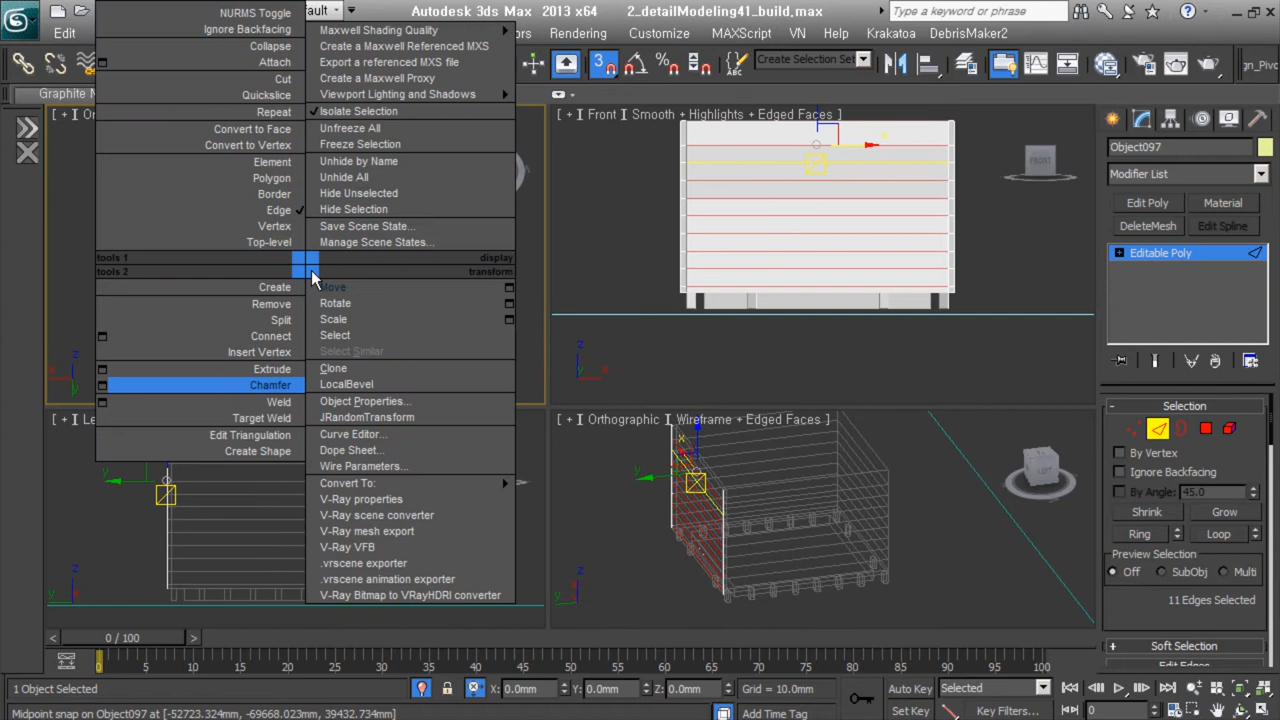 NURMS Toggle
Ignore Backfacing
Collapse
Attach
Cut
Quickslice
Repeat
Convert to Face
Convert to Vertex
Element
Polygon
Border
Edge
Vertex
Top-level
tools 1
tools 2
Create
Remove
Split
Connect
Insert Vertex
Extrude
Chamfer
Weld
Target Weld
Edit Triangulation
Create Shape
Maxwell Shading Quality
Create a Maxwell Referenced MXS
Export a referenced MXS file
Create a Maxwell Proxy
Viewport Lighting and Shadows
Isolate Selection
Unfreeze All
Freeze Selection
Unhide by Name
Unhide All
Hide Unselected
Hide Selection
Save Scene State...
Manage Scene States...
display
transform
Move
Rotate
Scale
Select
Select Similar
Clone
LocalBevel
Object Properties...
JRandomTransform
Curve Editor...
Dope Sheet...
Wire Parameters...
Convert To:
V-Ray properties
V-Ray scene converter
V-Ray mesh export
V-Ray VFB
.vrscene exporter
.vrscene animation exporter
V-Ray Bitmap to VRayHDRI converter
Autodesk 3ds Max 2013 x64 2_detailModeling41_build.max
Type a keyword or phrase
Edit
Rendering Customize MAXScript VN Help Krakatoa DebrisMaker2
3
Create Selection Set
Graphite
[ + ] Front ] Smooth + Highlights + Edged Faces ]
FRONT
[ + ] Orthographic ] Wireframe + Edged Faces ]
LEFT
Object097
Modifier List
Edit Poly Material
DeleteMesh Edit Spline
Editable Poly
Selection
By Vertex
Ignore Backfacing
By Angle: 45.0
Shrink Grow
Ring Loop
Preview Selection
Off SubObj Multi
11 Edges Selected
Soft Selection
Edit Edges
0 / 100
0 5 10 15 20 25 30 35 40 45 50 55 60 65 70 75 80 85 90 95 100
1 Object Selected X: 0.0mm Y: 0.0mm Z: 0.0mm Grid = 10.0mm Auto Key Selected
Midpoint snap on Object097 at [-52723.324mm, -69668.023mm, 39432.734mm] Add Time Tag Set Key Key Filters... 0